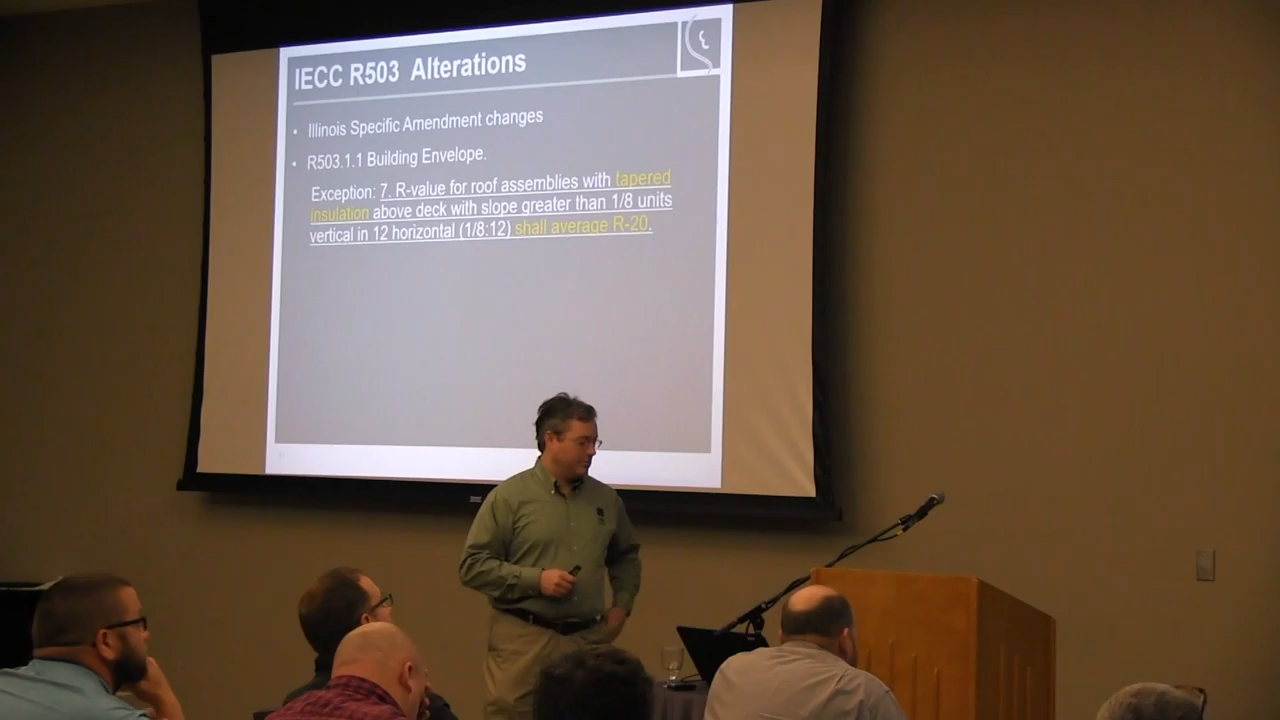 IECC R503 Alterations
• Illinois Specific Amendment changes
• R503.1.1 Building Envelope.
Exception: 7. R-value for roof assemblies with tapered
insulation above deck with slope greater than 1/8 units
vertical in 12 horizontal (1/8:12) shall average R-20.